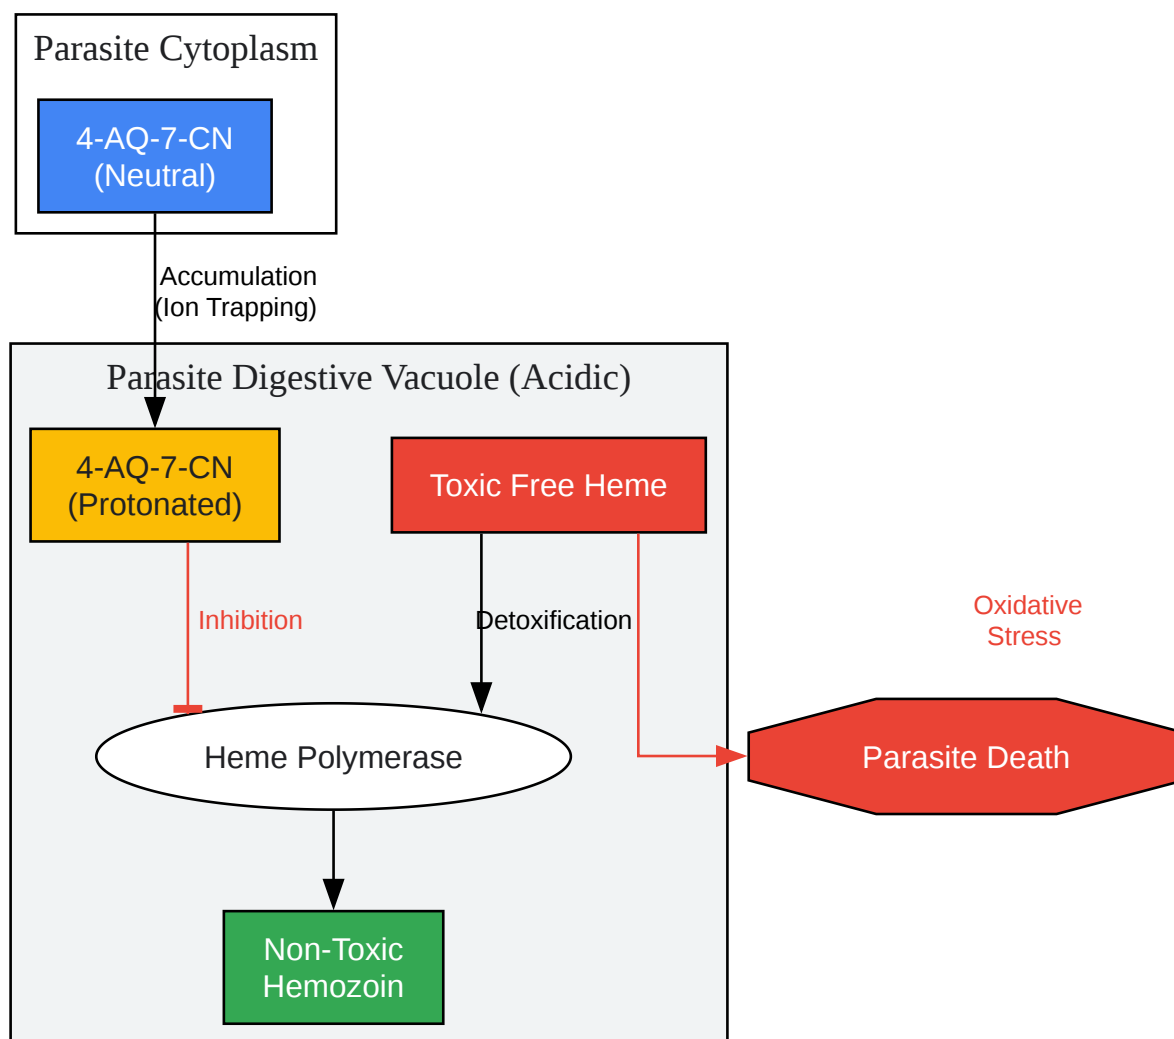 Parasite Cytoplasm
4-AQ-7-CN
(Neutral)
Accumulation
(Ion Trapping)
Parasite Digestive Vacuole (Acidic)
4-AQ-7-CN
(Protonated)
Toxic Free Heme
Inhibition
Detoxification
Oxidative
Stress
Heme Polymerase
Parasite Death
Non-Toxic
Hemozoin